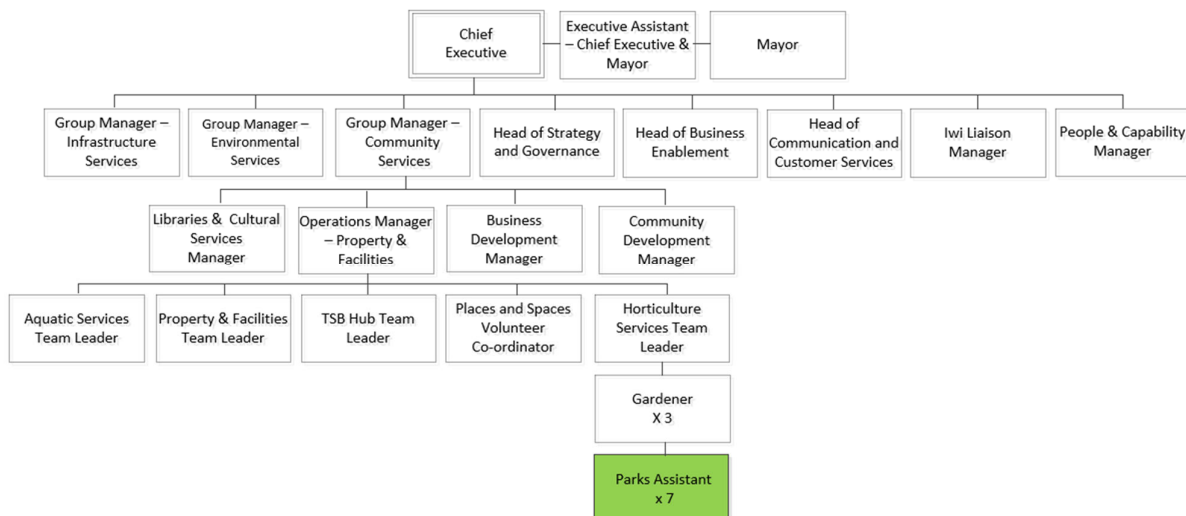 Chief
Executive
Executive Assistant
– Chief Executive &
Mayor
Mayor
Group Manager –
Infrastructure
Services
Group Manager –
Environmental
Services
Group Manager –
Community
Services
Head of Strategy
and Governance
Head of Business
Enablement
Head of
Communication and
Customer Services
Iwi Liaison
Manager
People & Capability
Manager
Libraries & Cultural
Services
Manager
Operations Manager
– Property &
Facilities
Business
Development
Manager
Community
Development
Manager
Aquatic Services
Team Leader
Property & Facilities
Team Leader
TSB Hub Team
Leader
Places and Spaces
Volunteer
Co-ordinator
Horticulture
Services Team
Leader
Gardener
X 3
Parks Assistant
x 7